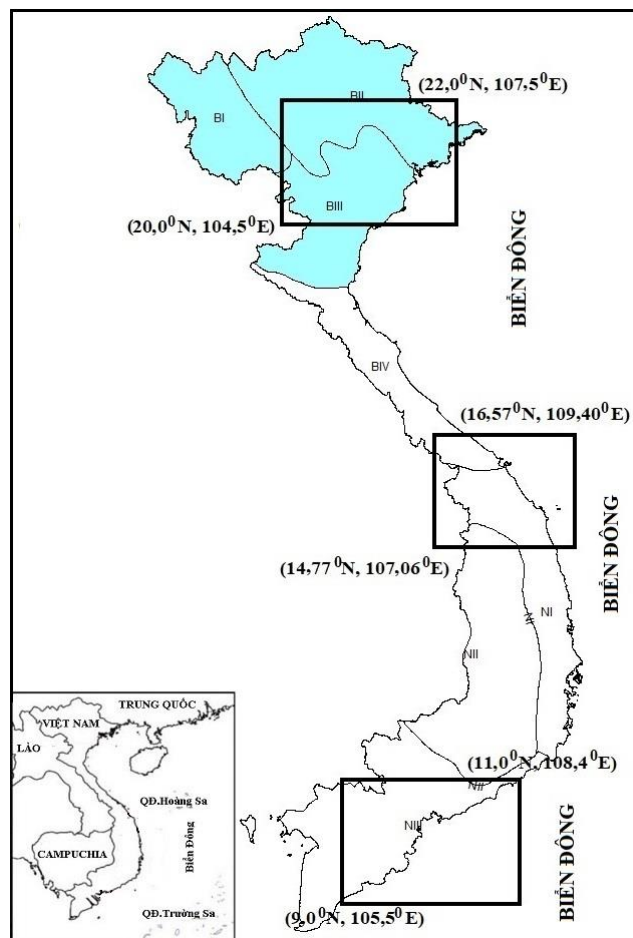 (22,0⁰N, 107,5⁰E)
BII
BI
BIII
(20,0⁰N, 104,5⁰E)
BIỂN ĐÔNG
BIV
(16,57⁰N, 109,40⁰E)
BIỂN ĐÔNG
(14,77⁰N, 107,06⁰E)
NI
NII
(11,0⁰N, 108,4⁰E)
NII
NIII
BIỂN ĐÔNG
(9,0⁰N, 105,5⁰E)
TRUNG QUỐC
VIỆT NAM
LÀO
QĐ.Hoàng Sa
Biển Đông
CAMPUCHIA
QĐ.Trường Sa